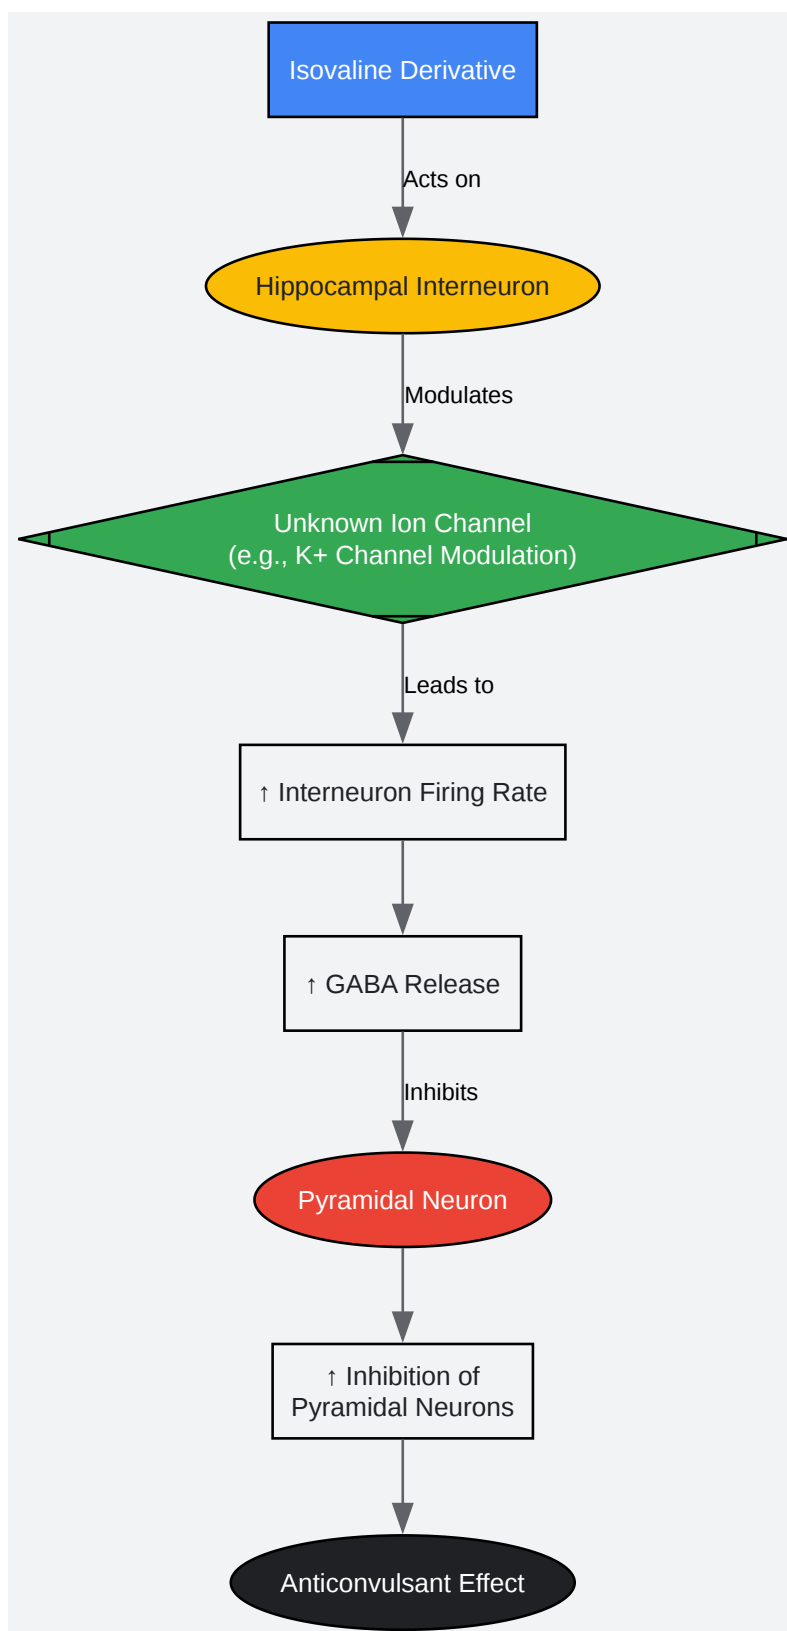 Isovaline Derivative
Acts on
Hippocampal Interneuron
Modulates
Unknown Ion Channel
(e.g., K+ Channel Modulation)
Leads to
↑ Interneuron Firing Rate
↑ GABA Release
Inhibits
Pyramidal Neuron
↑ Inhibition of
Pyramidal Neurons
Anticonvulsant Effect